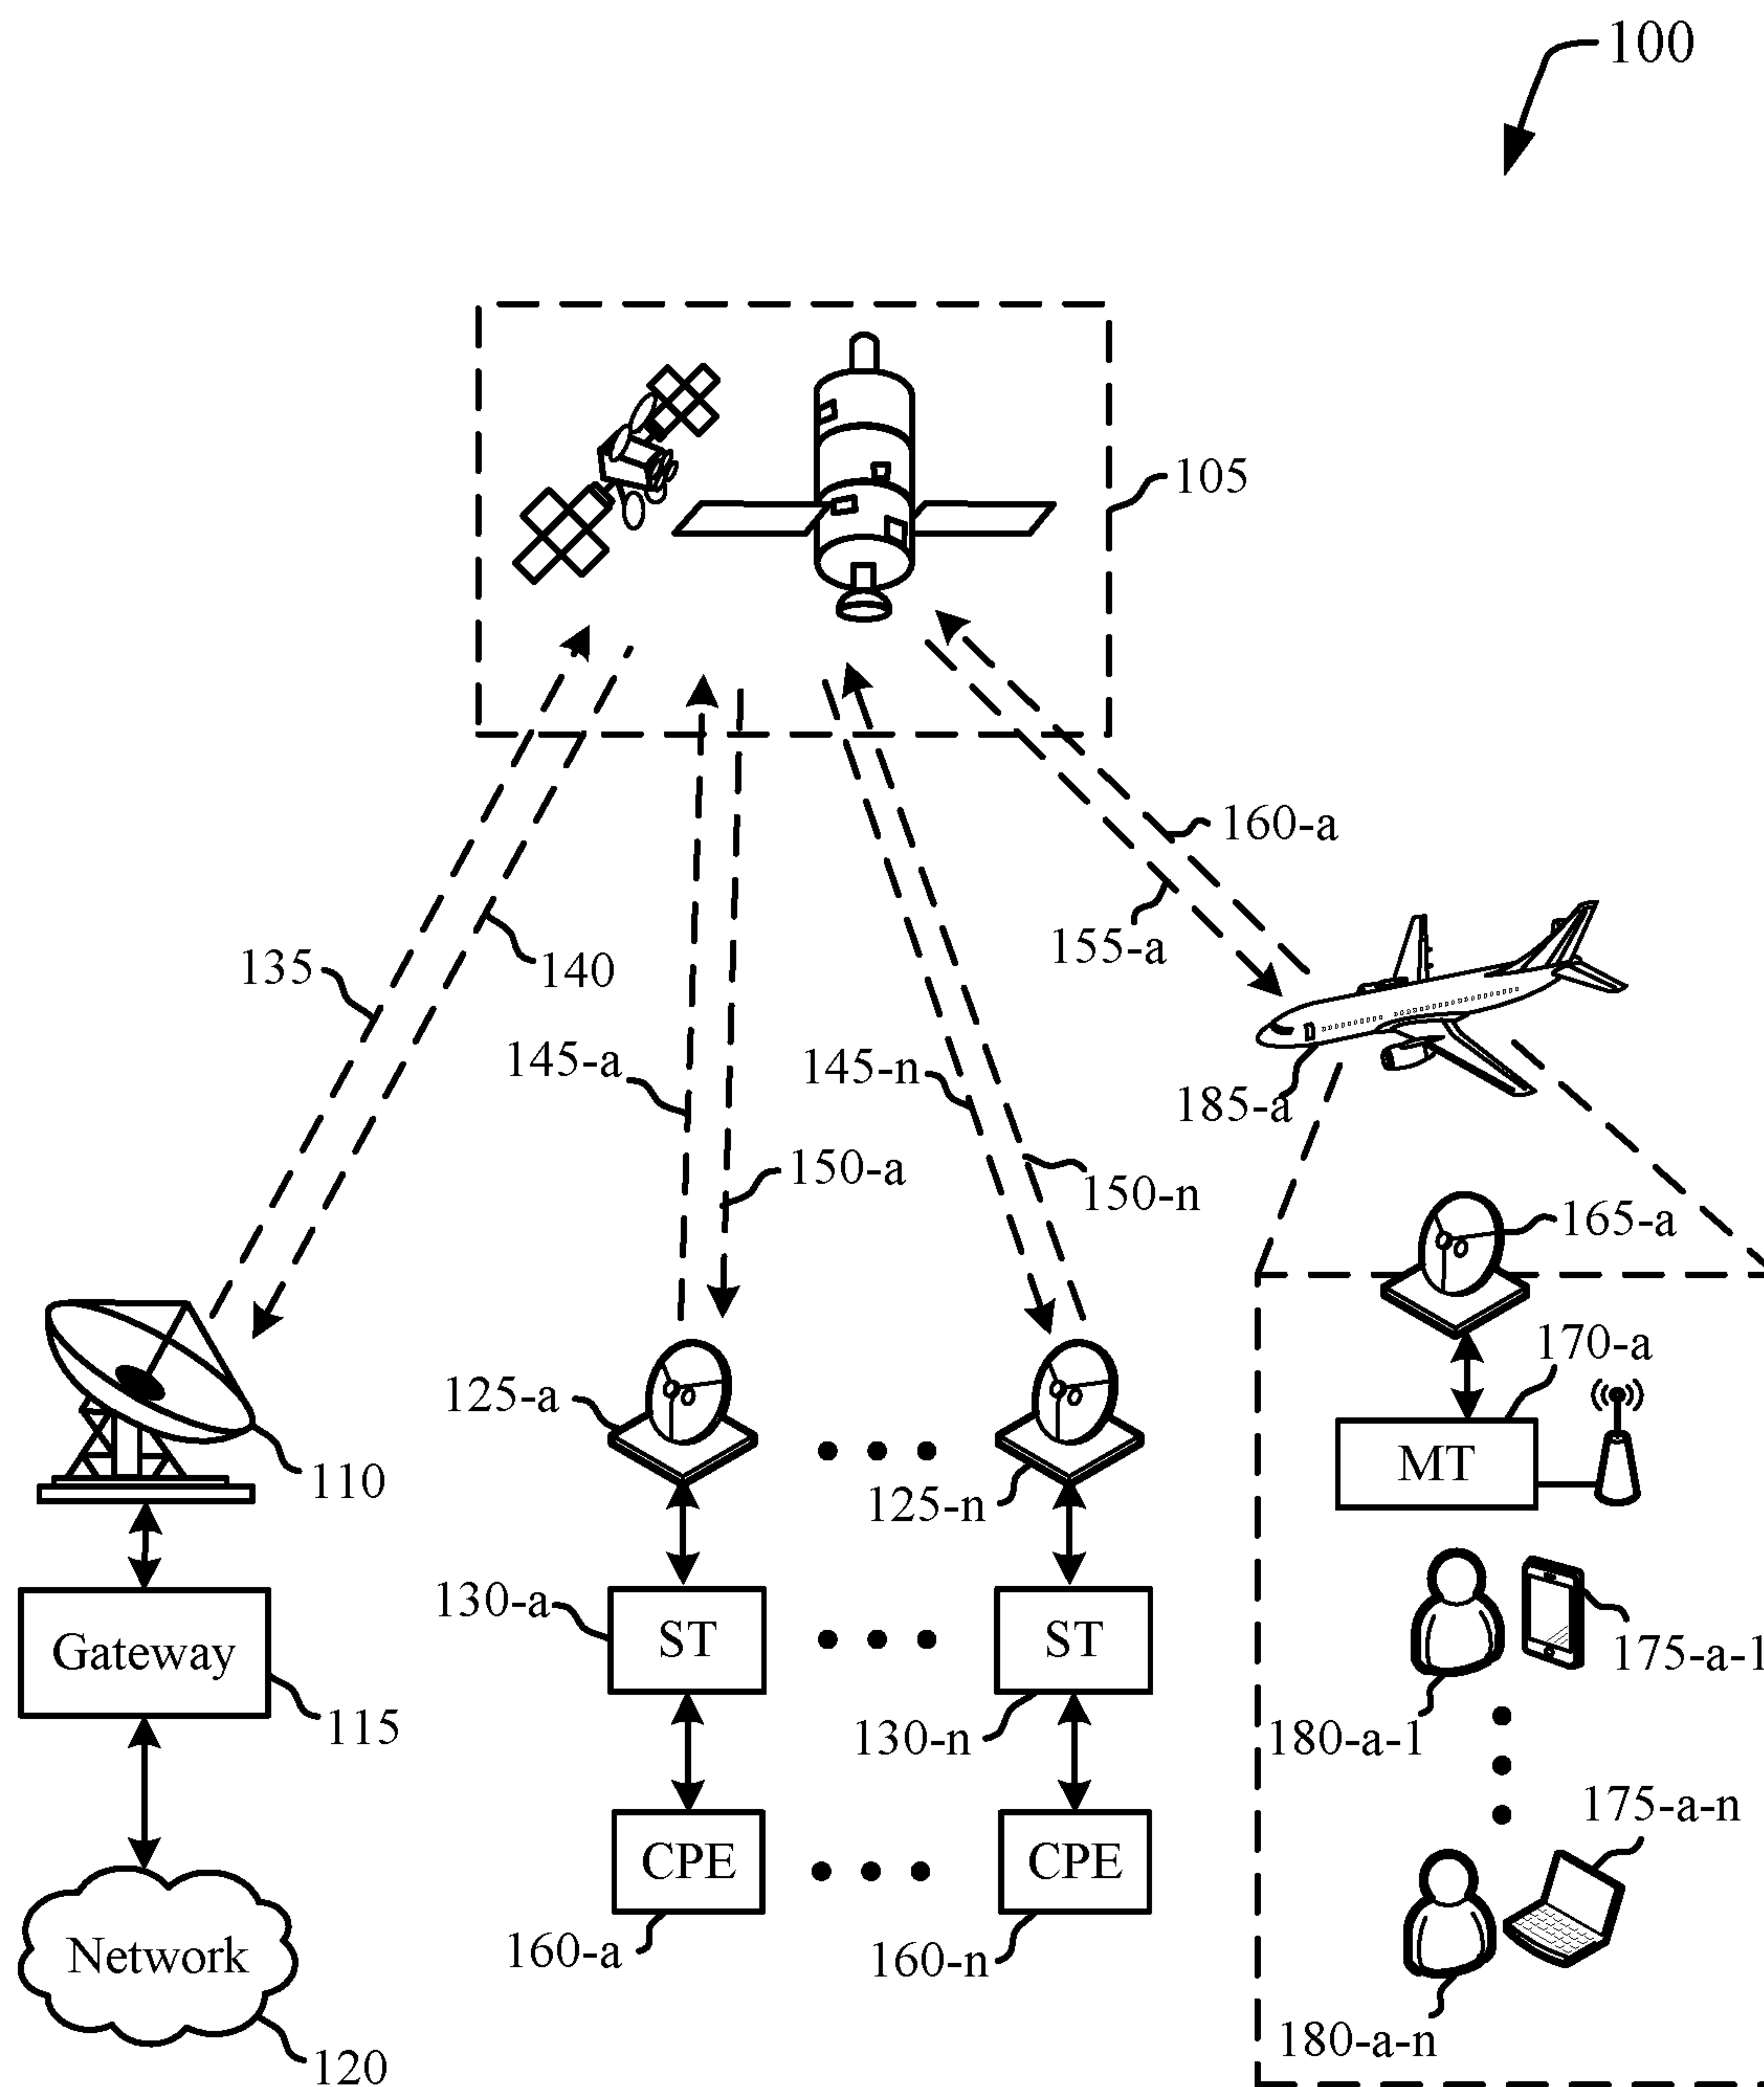 100
105
160-a
155-a
135
140
145-a
145-n
185-a
150-a
150-n
165-a
170-a
125-a
MT
110
125-n
130-a
ST
ST
Gateway
175-a-1
115
130-n
180-a-1
175-a-n
CPE
CPE
160-a
160-n
Network
180-a-n
120